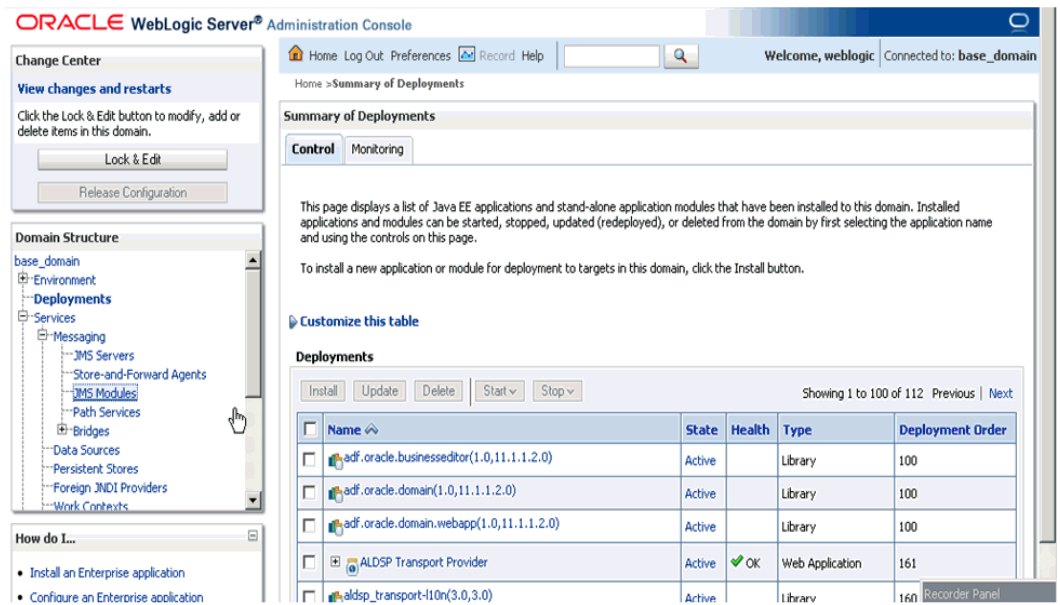 ORACLE WebLogic Server® Administration Console
Change Center
View changes and restarts
Click the Lock & Edit button to modify, add or
delete items in this domain.
Lock & Edit
Release Configuration
Domain Structure
base_domain
Environment
Deployments
Services
Messaging
JMS Servers
Store-and-Forward Agents
JMS Modules
Path Services
Bridges
Data Sources
Persistent Stores
Foreign JNDI Providers
Work Contexts
How do I...
Install an Enterprise application
Configure an Enterprise application
Home Log Out Preferences Record Help
Welcome, weblogic Connected to: base_domain
Home >Summary of Deployments
Summary of Deployments
Control Monitoring
This page displays a list of Java EE applications and stand-alone application modules that have been installed to this domain. Installed
applications and modules can be started, stopped, updated (redeployed), or deleted from the domain by first selecting the application name
and using the controls on this page.
To install a new application or module for deployment to targets in this domain, click the Install button.
Customize this table
Deployments
Install Update Delete Start Stop Showing 1 to 100 of 112 Previous | Next
Name State Health Type Deployment Order
adf.oracle.businesseditor(1.0,11.1.1.2.0) Active Library 100
adf.oracle.domain(1.0,11.1.1.2.0) Active Library 100
adf.oracle.domain.webapp(1.0,11.1.1.2.0) Active Library 100
ALDSP Transport Provider Active OK Web Application 161
aldsp_transport-l10n(3.0,3.0) Active Library 160
Recorder Panel